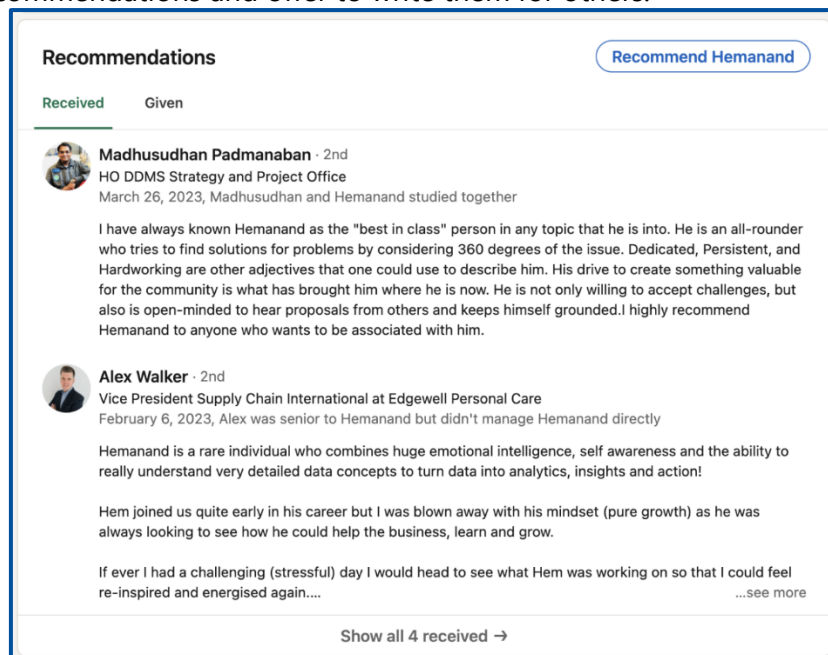 commendations and offer to write them for others.
Recommendations
Recommend Hemanand
Received Given
Madhusudhan Padmanaban · 2nd
HO DDMS Strategy and Project Office
March 26, 2023, Madhusudhan and Hemanand studied together
I have always known Hemanand as the "best in class" person in any topic that he is into. He is an all-rounder
who tries to find solutions for problems by considering 360 degrees of the issue. Dedicated, Persistent, and
Hardworking are other adjectives that one could use to describe him. His drive to create something valuable
for the community is what has brought him where he is now. He is not only willing to accept challenges, but
also is open-minded to hear proposals from others and keeps himself grounded.I highly recommend
Hemanand to anyone who wants to be associated with him.
Alex Walker · 2nd
Vice President Supply Chain International at Edgewell Personal Care
February 6, 2023, Alex was senior to Hemanand but didn't manage Hemanand directly
Hemanand is a rare individual who combines huge emotional intelligence, self awareness and the ability to
really understand very detailed data concepts to turn data into analytics, insights and action!
Hem joined us quite early in his career but I was blown away with his mindset (pure growth) as he was
always looking to see how he could help the business, learn and grow.
If ever I had a challenging (stressful) day I would head to see what Hem was working on so that I could feel
re-inspired and energised again.... ...see more
Show all 4 received →